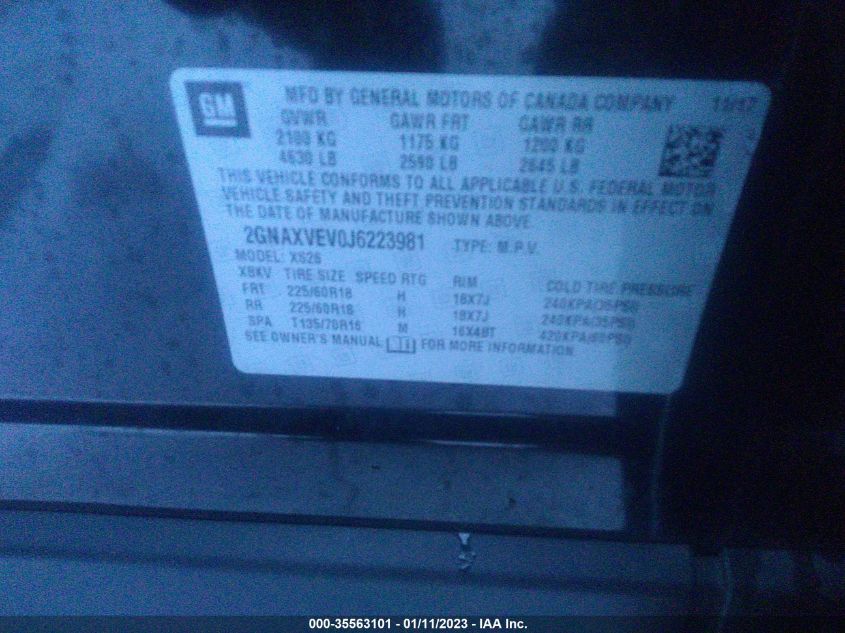 GM
MFD BY GENERAL MOTORS OF CANADA COMPANY 11/17
GVWR GAWR FRT GAWR RR
2100 KG 1175 KG 1200 KG
4630 LB 2590 LB 2645 LB
THIS VEHICLE CONFORMS TO ALL APPLICABLE U.S. FEDERAL MOTOR
VEHICLE SAFETY AND THEFT PREVENTION STANDARDS IN EFFECT ON
THE DATE OF MANUFACTURE SHOWN ABOVE.
2GNAXVEV0J6223981 TYPE: M.P.V.
MODEL: XS26
XBKV TIRE SIZE SPEED RTG RIM COLD TIRE PRESSURE
FRT 225/60R18 H 18X7J 240KPA(35PSI)
RR 225/60R18 H 18X7J 240KPA(35PSI)
SPA T135/70R16 M 16X4BT 420KPA(60PSI)
SEE OWNER'S MANUAL FOR MORE INFORMATION
000-35563101 - 01/11/2023 - IAA Inc.